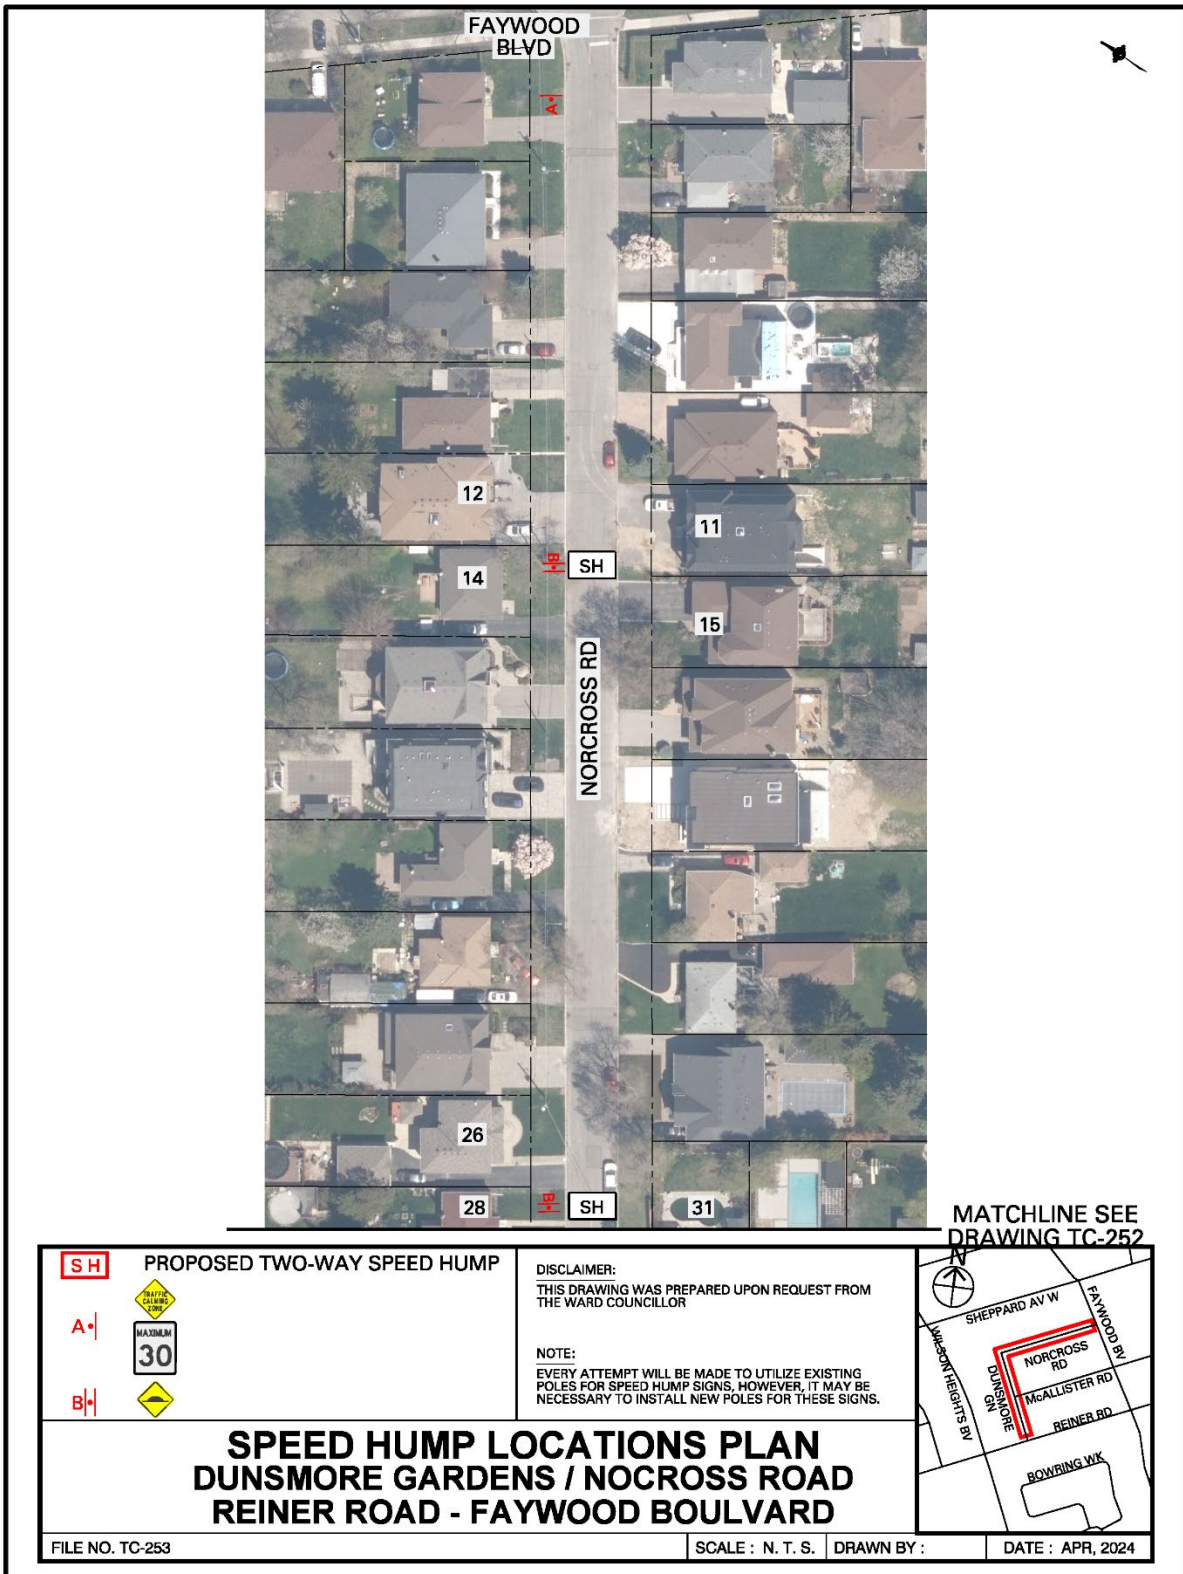 FAYWOOD
BLVD
A
12
11
B
SH
14
15
NORCROSS RD
26
28
B
SH
31
MATCHLINE SEE
DRAWING TC-252
SH
PROPOSED TWO-WAY SPEED HUMP
TRAFFIC
CALMING
ZONE
A
MAXIMUM
30
B
DISCLAIMER:
THIS DRAWING WAS PREPARED UPON REQUEST FROM
THE WARD COUNCILLOR
NOTE:
EVERY ATTEMPT WILL BE MADE TO UTILIZE EXISTING
POLES FOR SPEED HUMP SIGNS, HOWEVER, IT MAY BE
NECESSARY TO INSTALL NEW POLES FOR THESE SIGNS.
N
SHEPPARD AV W
FAYWOOD BV
WILSON HEIGHTS BV
NORCROSS
RD
DUNSMORE
GN
McALLISTER RD
REINER RD
BOWRING WK
SPEED HUMP LOCATIONS PLAN
DUNSMORE GARDENS / NOCROSS ROAD
REINER ROAD - FAYWOOD BOULVARD
FILE NO. TC-253
SCALE : N. T. S.
DRAWN BY :
DATE : APR, 2024